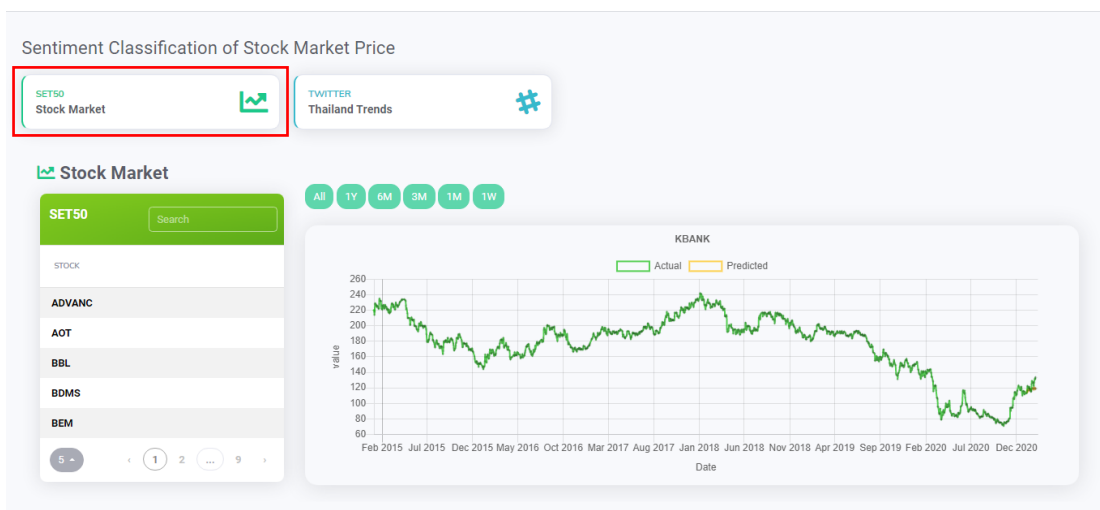 Sentiment Classification of Stock Market Price
SET50
Stock Market
TWITTER
Thailand Trends
Stock Market
SET50
Search
STOCK
ADVANC
AOT
BBL
BDMS
BEM
5
‹ 1 2 ... 9 ›
All 1Y 6M 3M 1M 1W
KBANK
Actual Predicted
260
240
220
200
180
160
140
120
100
80
60
value
Feb 2015 Jul 2015 Dec 2015 May 2016 Oct 2016 Mar 2017 Aug 2017 Jan 2018 Jun 2018 Nov 2018 Apr 2019 Sep 2019 Feb 2020 Jul 2020 Dec 2020
Date